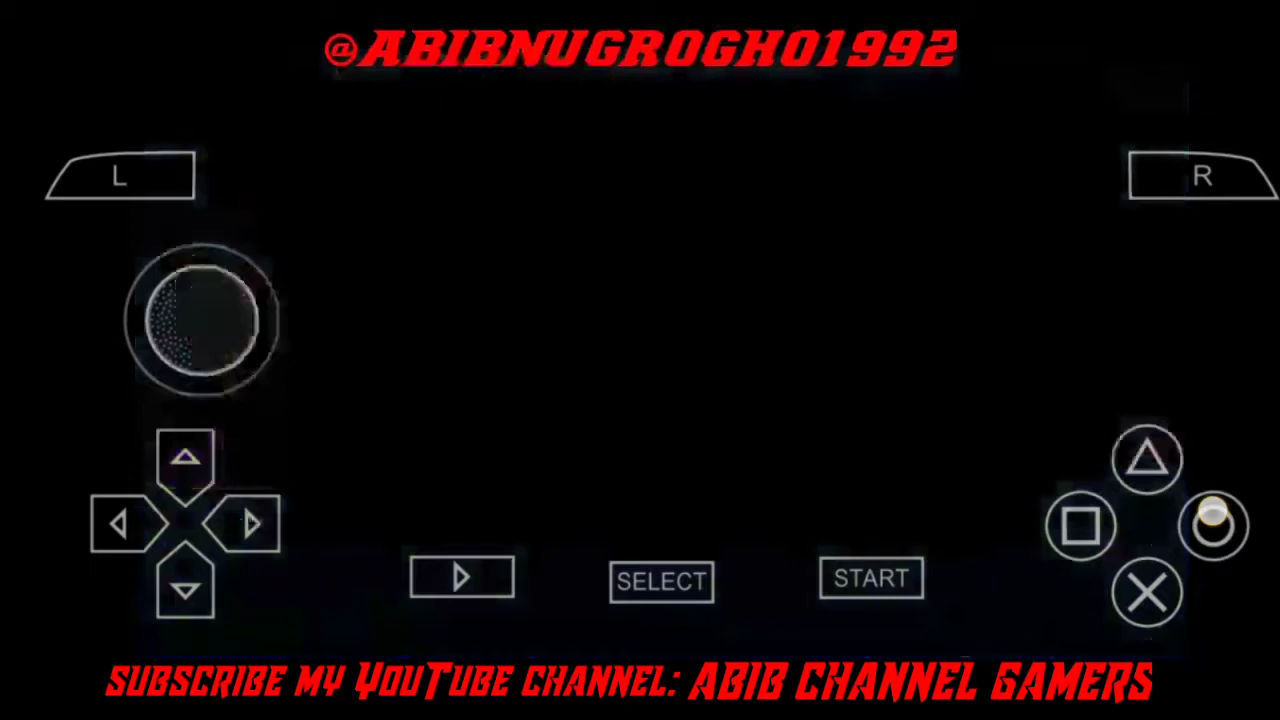 @ABIBNUGROGHO1992
L
R
SELECT
START
SUBSCRIBE MY YOUTUBE CHANNEL: ABIB CHANNEL GAMERS